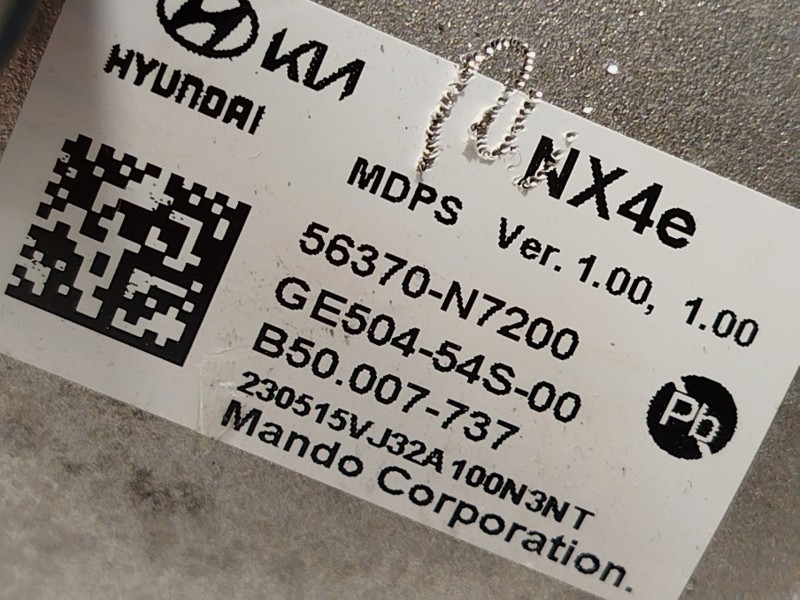 KIA
HYUNDAI
NX4e
MDPS Ver. 1.00, 1.00
56370-N7200
GE504-54S-00
B50.007-737
230515VJ32A100N3NT
Mando Corporation.
Pb